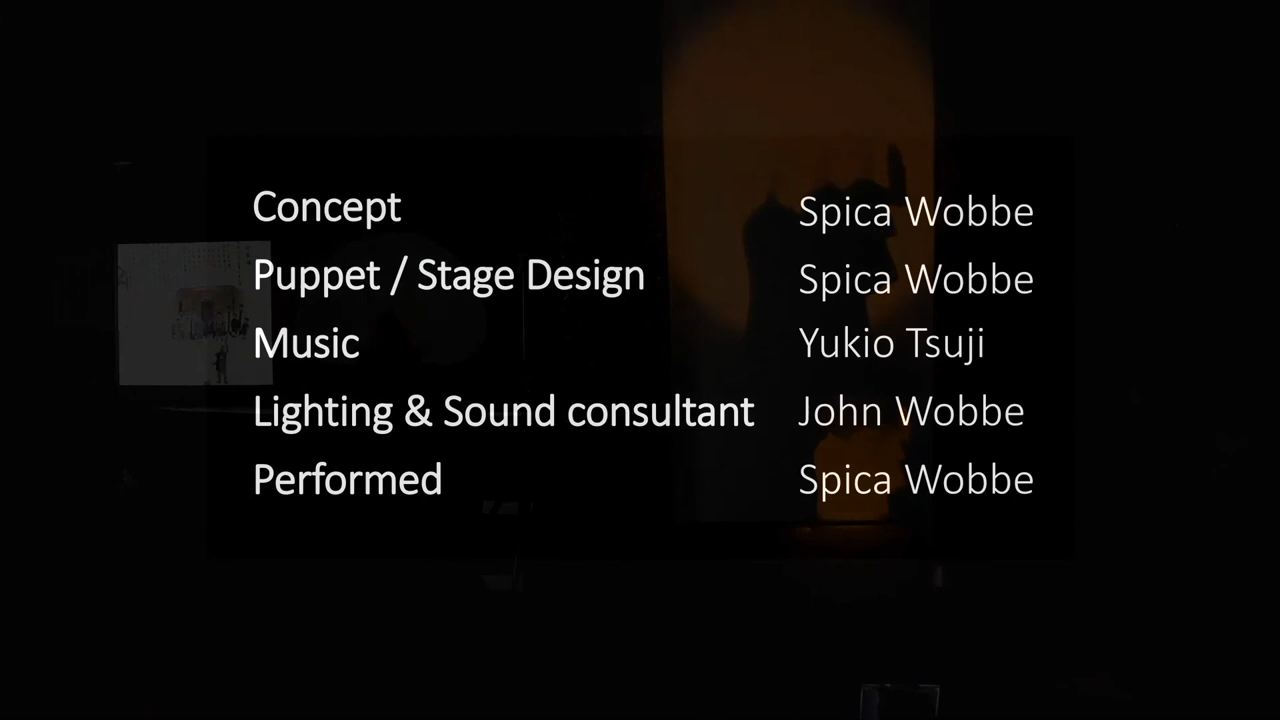 Concept Spica Wobbe
Puppet / Stage Design Spica Wobbe
Music Yukio Tsuji
Lighting & Sound consultant John Wobbe
Performed Spica Wobbe